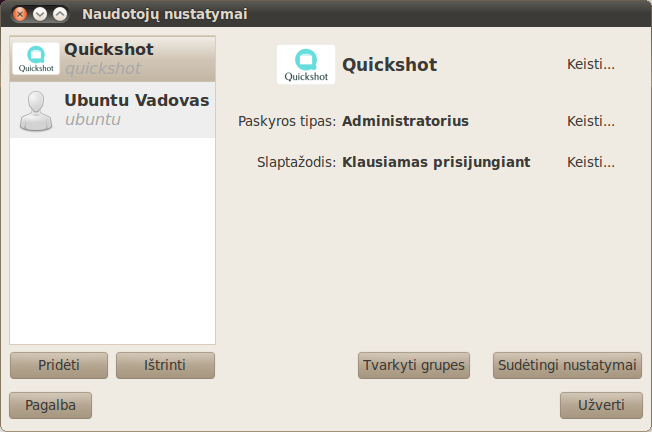 Naudotojų nustatymai
Quickshot
Quickshot
quickshot
Ubuntu Vadovas
ubuntu
Quickshot
Quickshot
Keisti...
Paskyros tipas: Administratorius
Keisti...
Slaptažodis: Klausiamas prisijungiant
Keisti...
Pridėti
Ištrinti
Tvarkyti grupes
Sudėtingi nustatymai
Pagalba
Užverti